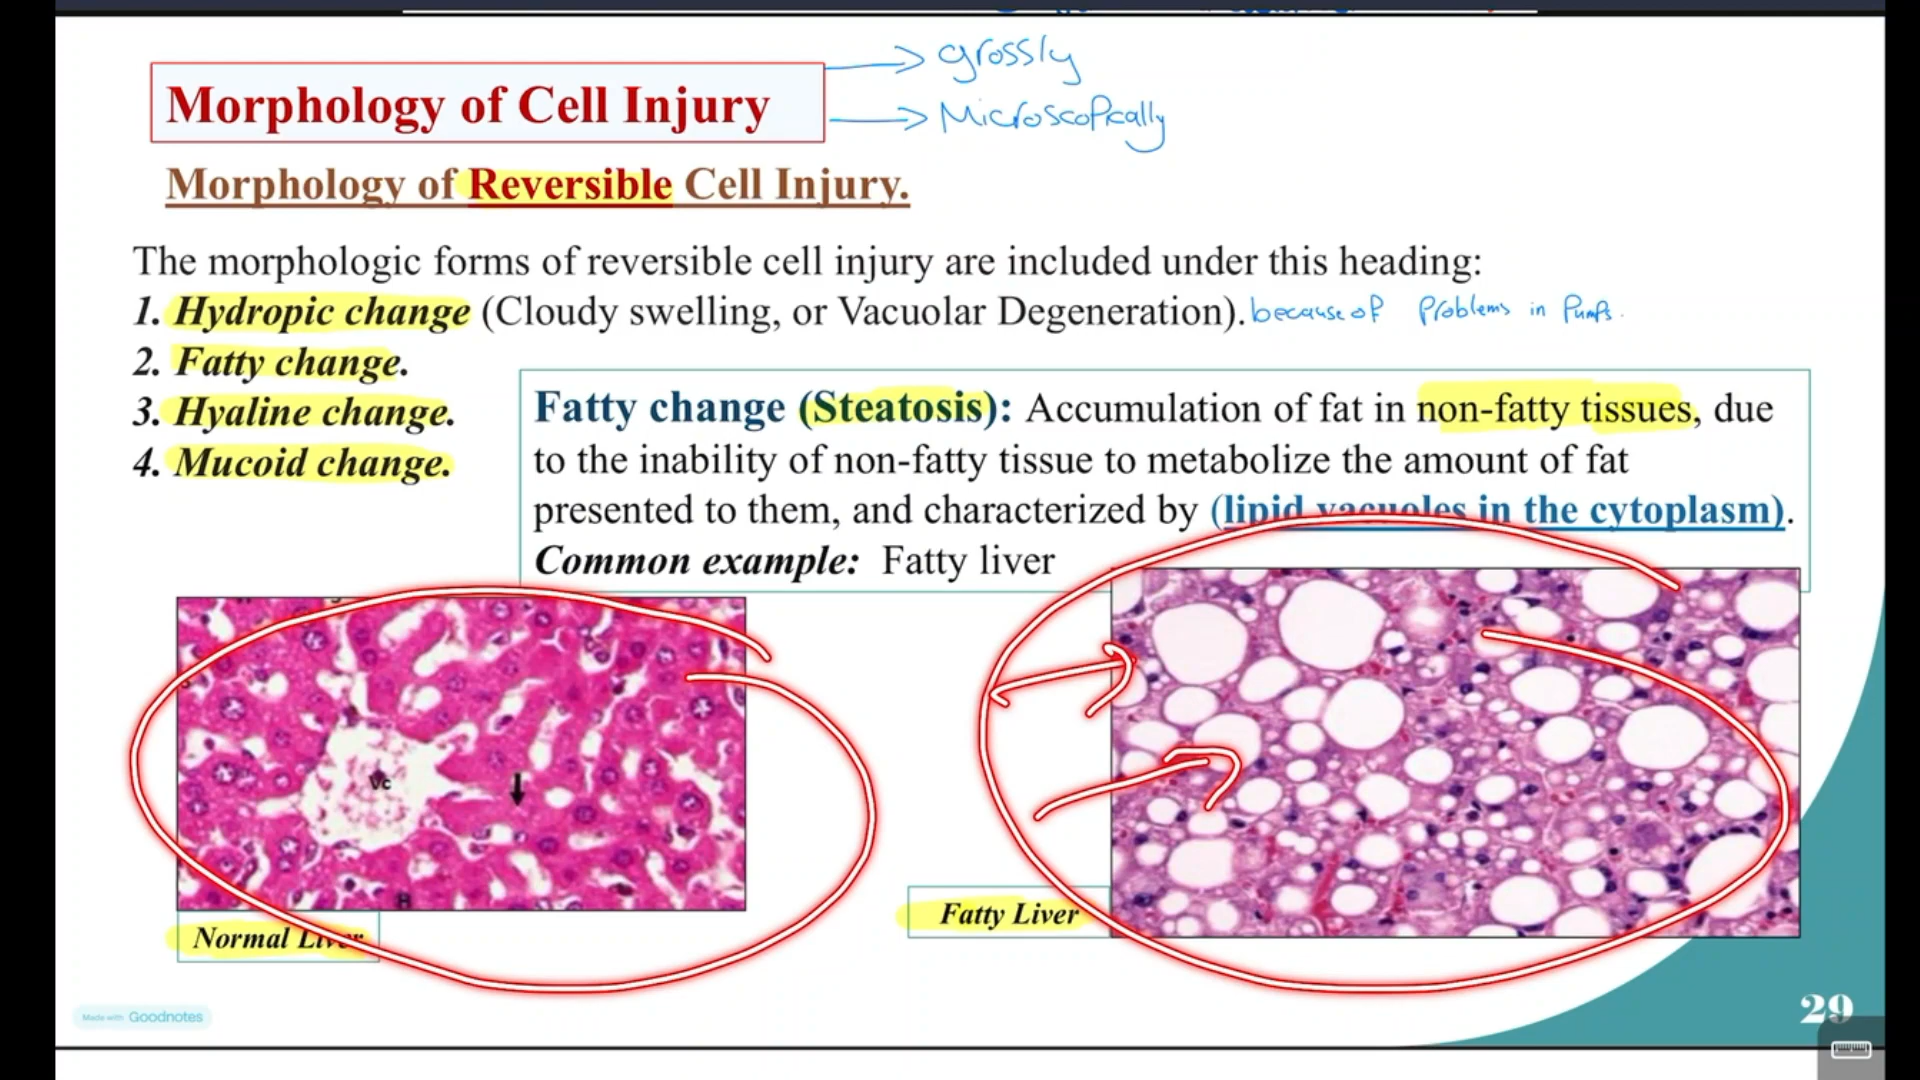 grossly
Morphology of Cell Injury
Microscopically
Morphology of Reversible Cell Injury.
The morphologic forms of reversible cell injury are included under this heading:
1. Hydropic change (Cloudy swelling, or Vacuolar Degeneration). because of Problems in Pumps.
2. Fatty change.
3. Hyaline change.
4. Mucoid change.
Fatty change (Steatosis): Accumulation of fat in non-fatty tissues, due
to the inability of non-fatty tissue to metabolize the amount of fat
presented to them, and characterized by (lipid vacuoles in the cytoplasm).
Common example: Fatty liver
Vc
H
Normal Liver
Fatty Liver
Made with Goodnotes
29